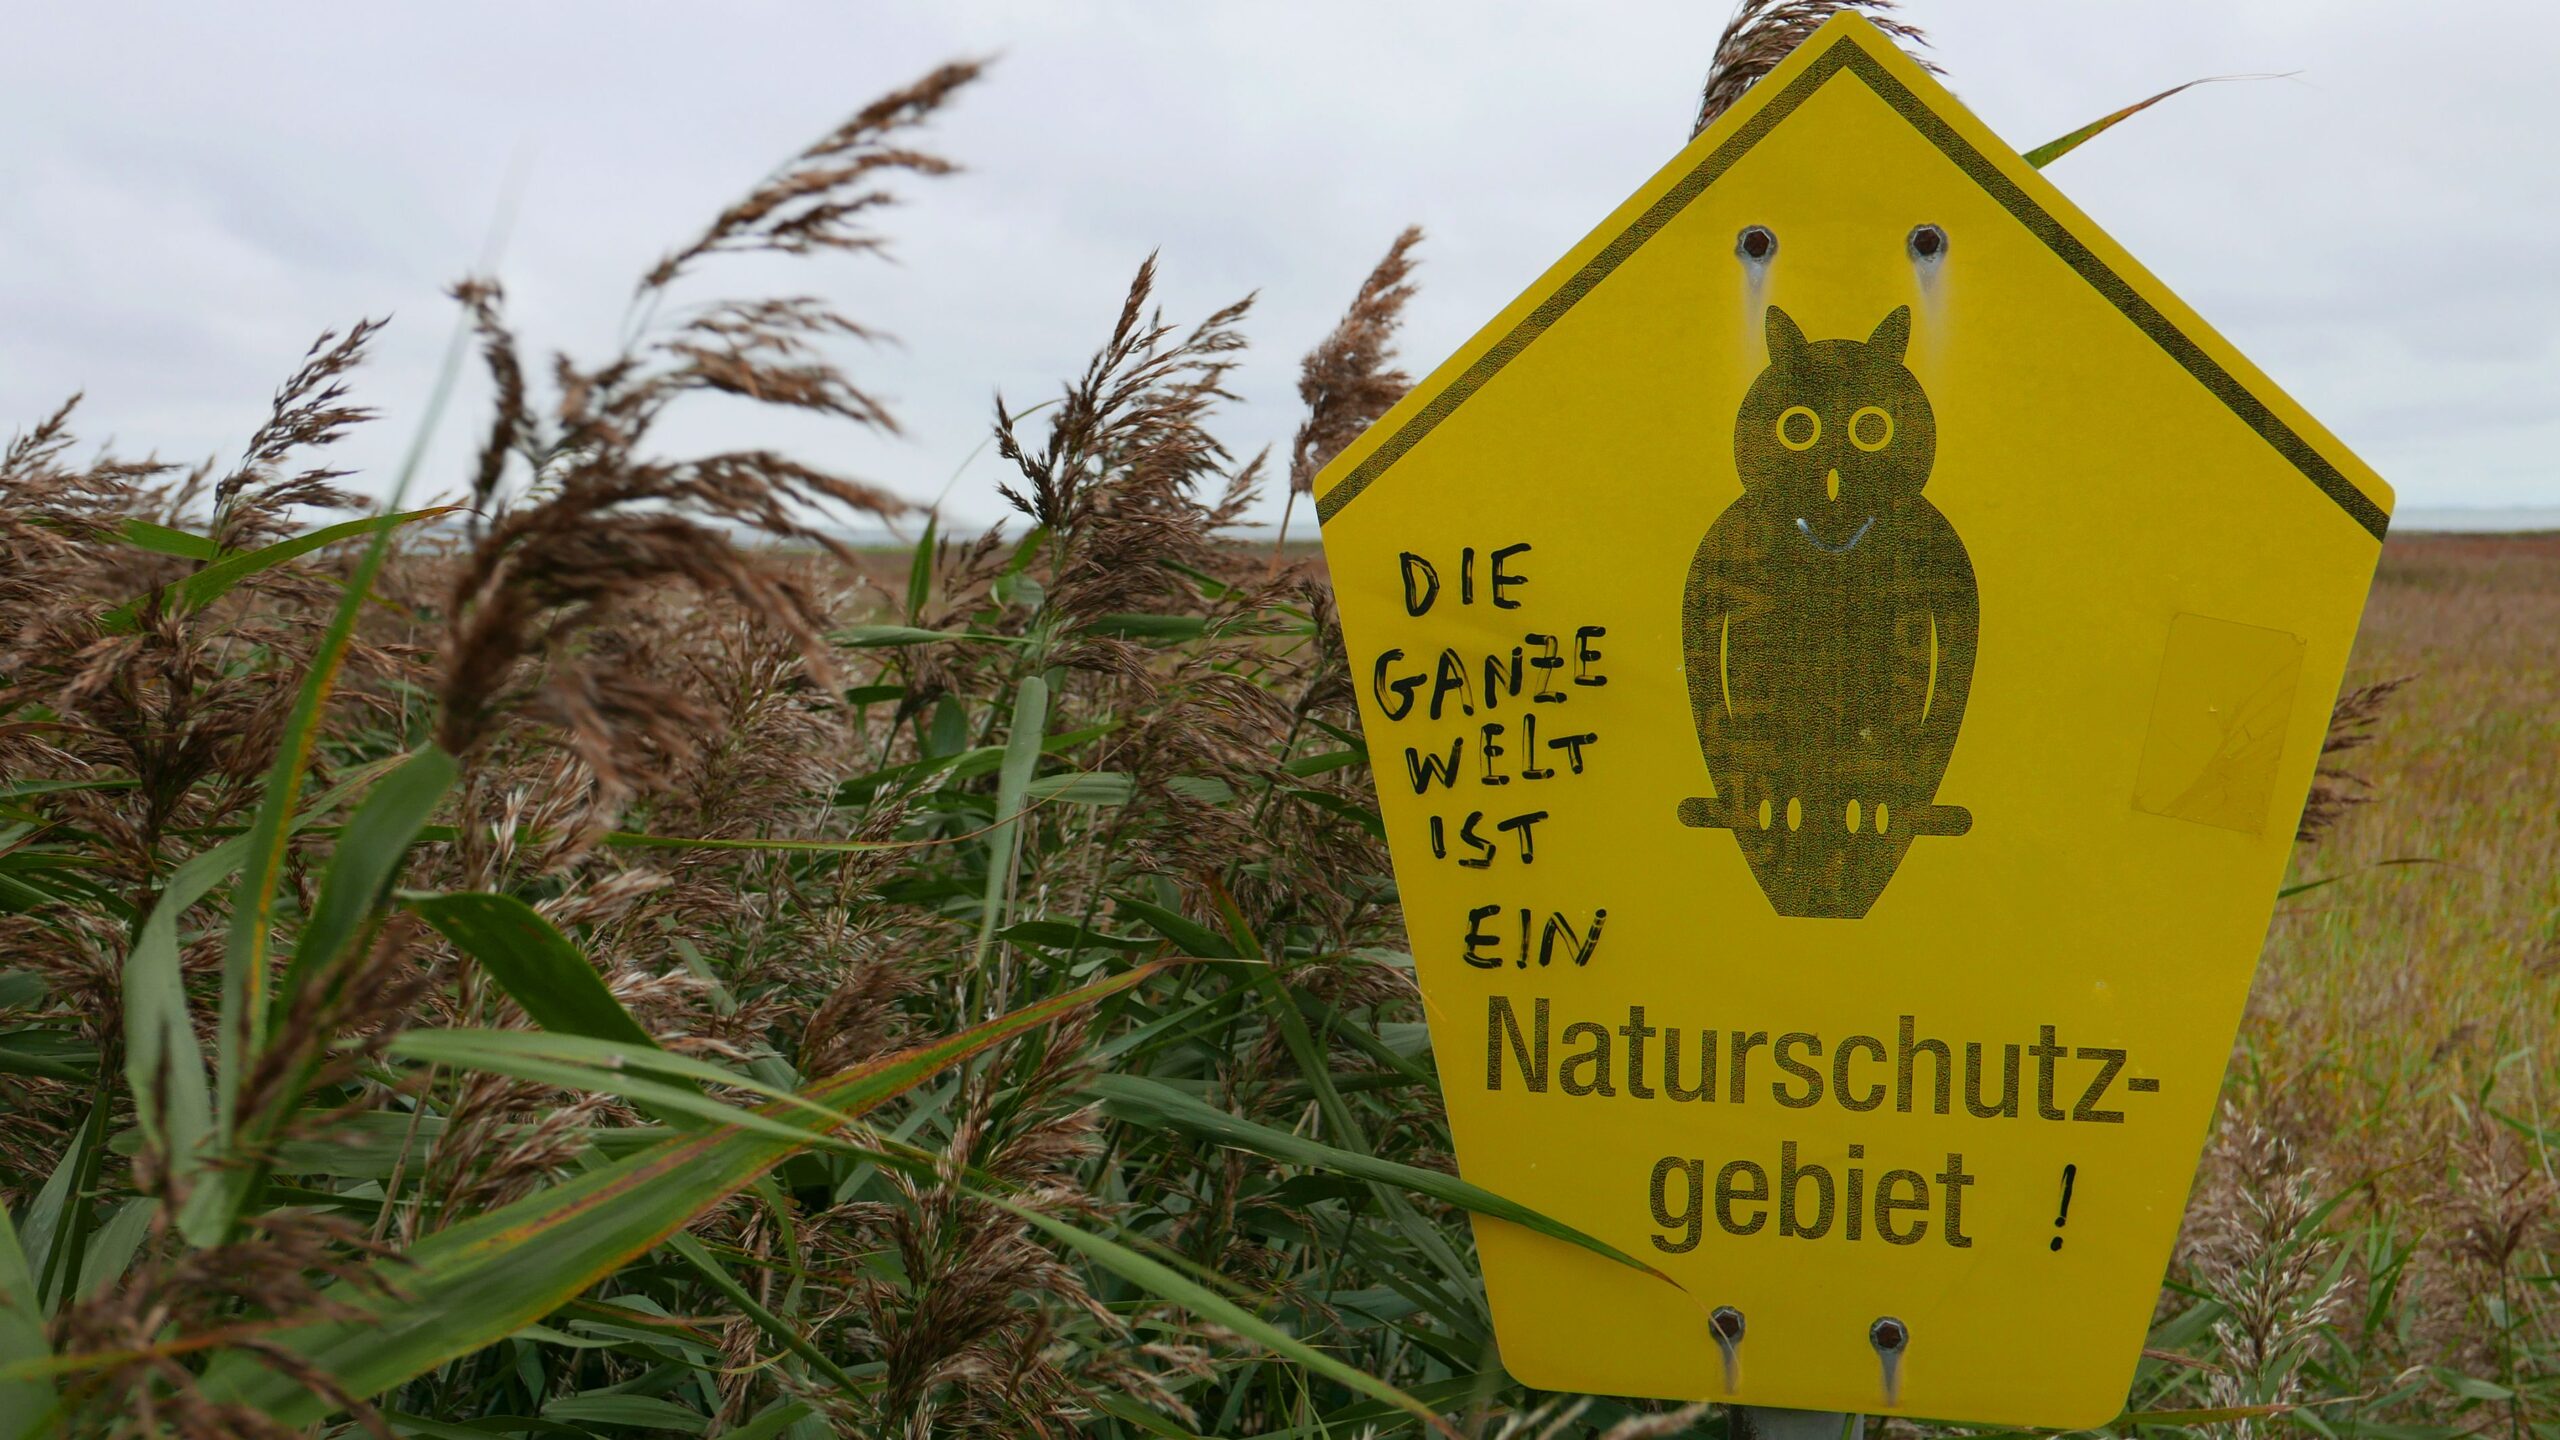 DIE
GANZE
WELT
IST
EIN
Naturschutz-
gebiet !